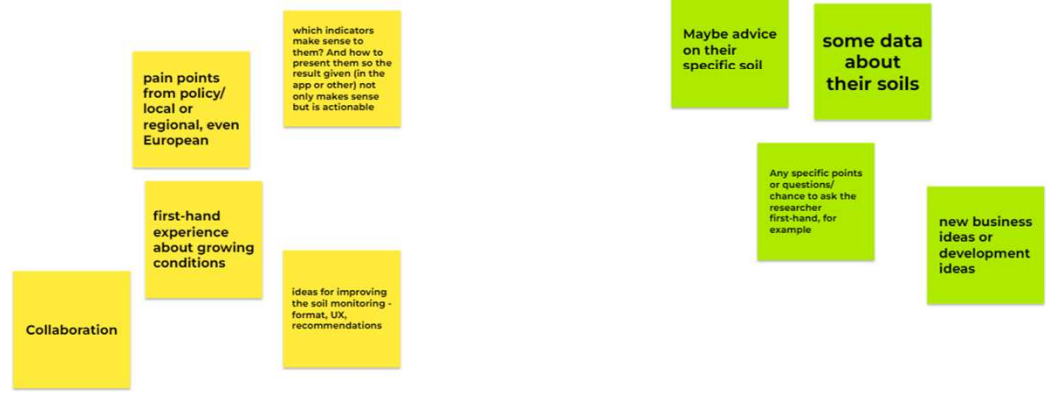 which indicators
make sense to
them? And how to
present them so the
result given (in the
app or other) not
only makes sense
but is actionable
pain points
from policy/
local or
regional, even
European
first-hand
experience
about growing
conditions
ideas for improving
the soil monitoring -
format, UX,
recommendations
Collaboration
Maybe advice
on their
specific soil
some data
about
their soils
Any specific points
or questions/
chance to ask the
researcher
first-hand, for
example
new business
ideas or
development
ideas